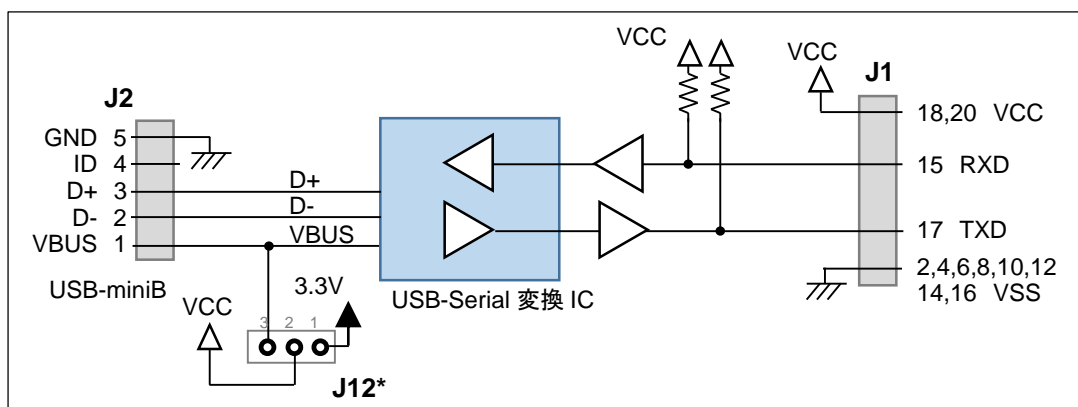 J2
GND 5
ID 4
D+ 3
D- 2
VBUS 1
USB-miniB
D+
D-
VBUS
USB-Serial 変換 IC
VCC
3.3V
3 2 1
J12*
VCC
VCC
J1
18,20 VCC
15 RXD
17 TXD
2,4,6,8,10,12
14,16 VSS